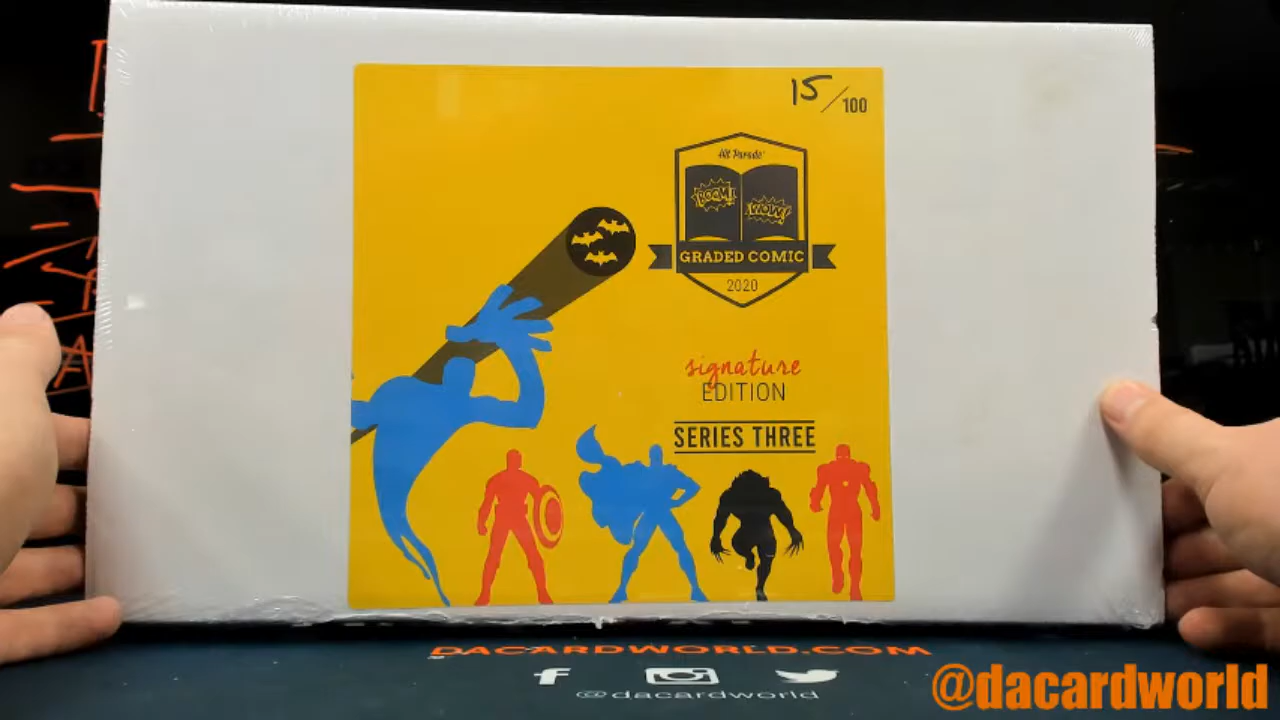 15/100
Hit Parade
BOOM!
WOW!
GRADED COMIC
2020
signature
EDITION
SERIES THREE
DACARDWORLD.COM
@dacardworld
@dacardworld